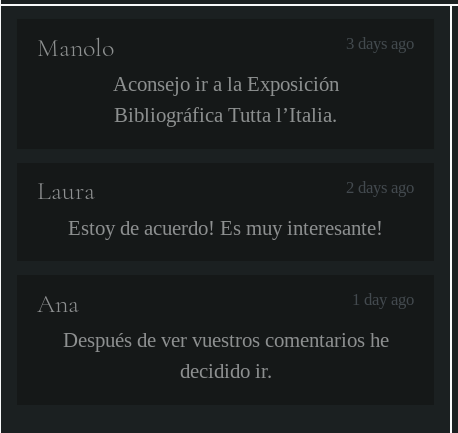 Manolo
3 days ago
Aconsejo ir a la Exposición
Bibliográfica Tutta l’Italia.
Laura
2 days ago
Estoy de acuerdo! Es muy interesante!
Ana
1 day ago
Después de ver vuestros comentarios he
decidido ir.